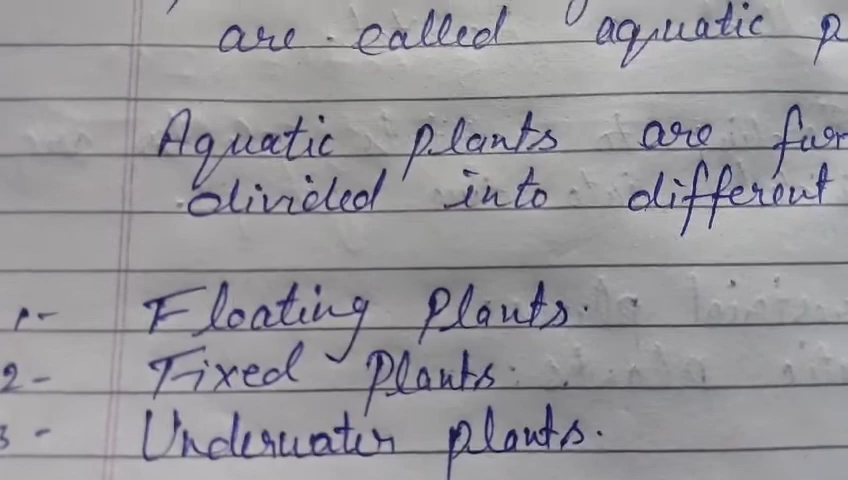 are called aquatic
Aquatic plants are
divided into different
1- Floating Plants.
2- Fixed Plants.
3- Underwater plants.